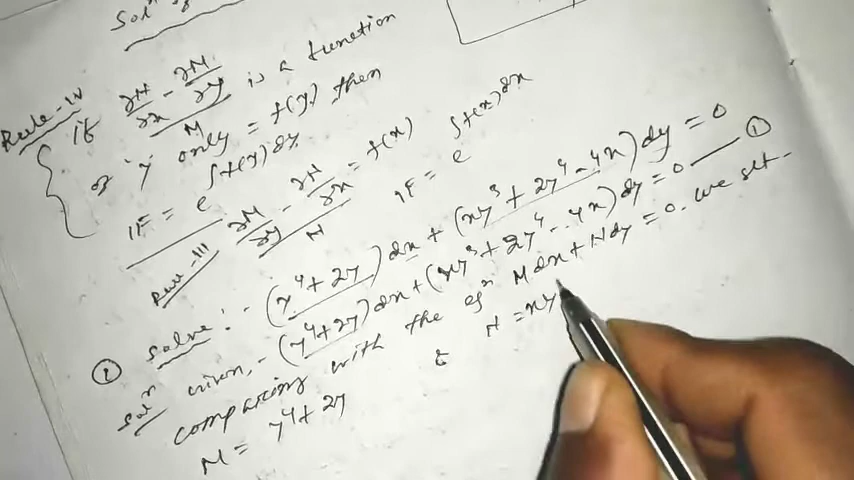 Solⁿ
Rule-IV
If ∂N/∂x - ∂M/∂y / M is a function
of 'y' only = f(y) then
IF = e^∫f(y)dy
Rule-III ∂M/∂y - ∂N/∂x / N = f(x) IF = e^∫f(x)dx
① Solve :- (y⁴ + 2y) dx + (xy³ + 2y⁴ - 4x) dy = 0
Solⁿ Given,- (y⁴ + 2y) dx + (xy³ + 2y⁴ - 4x) dy = 0 — ①
Comparing with the eqⁿ Mdx + Ndy = 0. we get-
M = y⁴ + 2y & N = xy